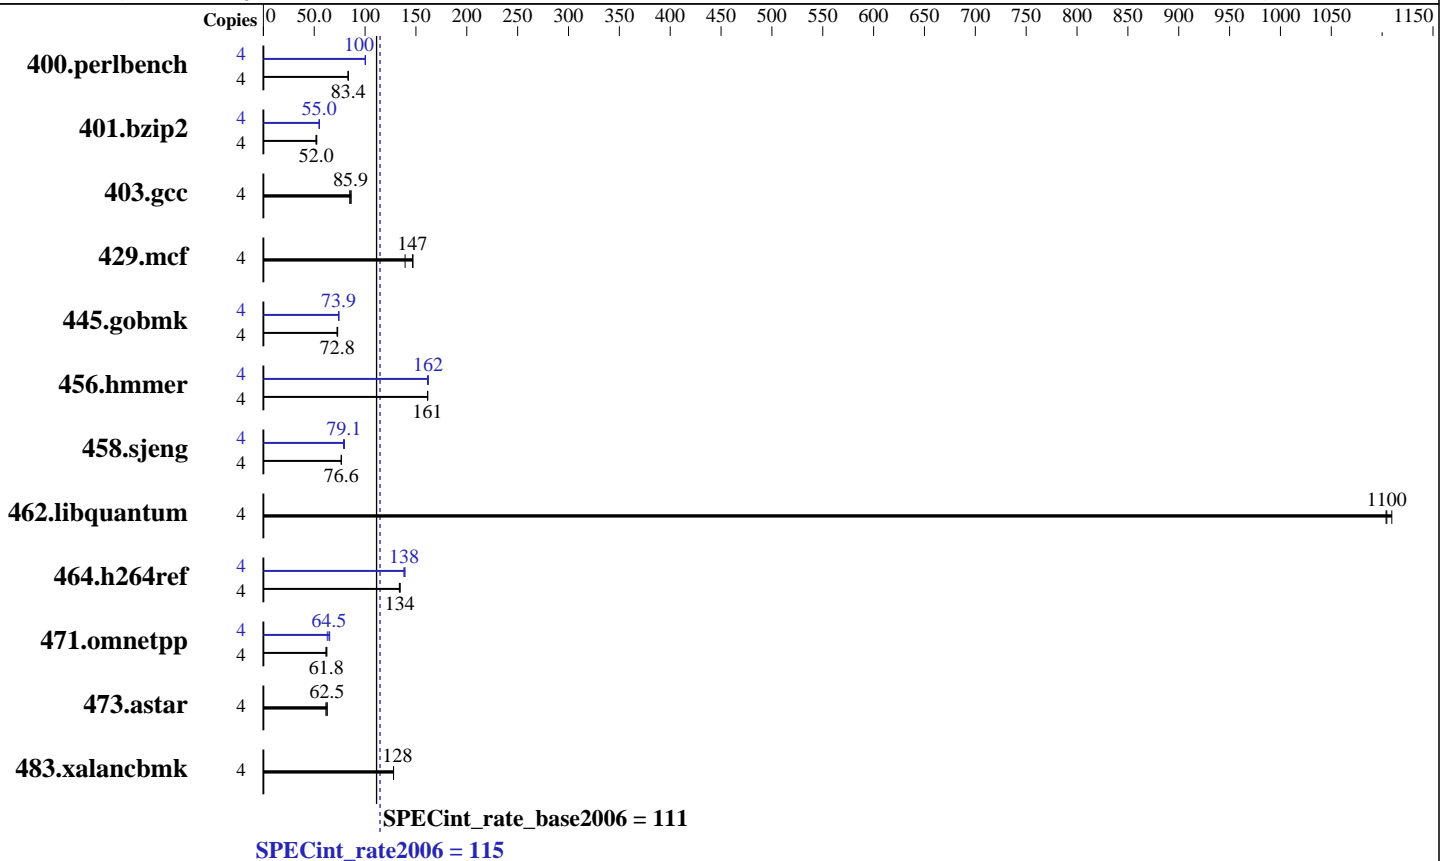 Copies 0 50.0 100 150 200 250 300 350 400 450 500 550 600 650 700 750 800 850 900 950 1000 1050 1150
400.perlbench 4 100
4 83.4
401.bzip2 4 55.0
4 52.0
403.gcc 4 85.9
429.mcf 4 147
445.gobmk 4 73.9
4 72.8
456.hmmer 4 162
4 161
458.sjeng 4 79.1
4 76.6
462.libquantum 4 1100
464.h264ref 4 138
4 134
471.omnetpp 4 64.5
4 61.8
473.astar 4 62.5
483.xalancbmk 4 128
SPECint_rate_base2006 = 111
SPECint_rate2006 = 115